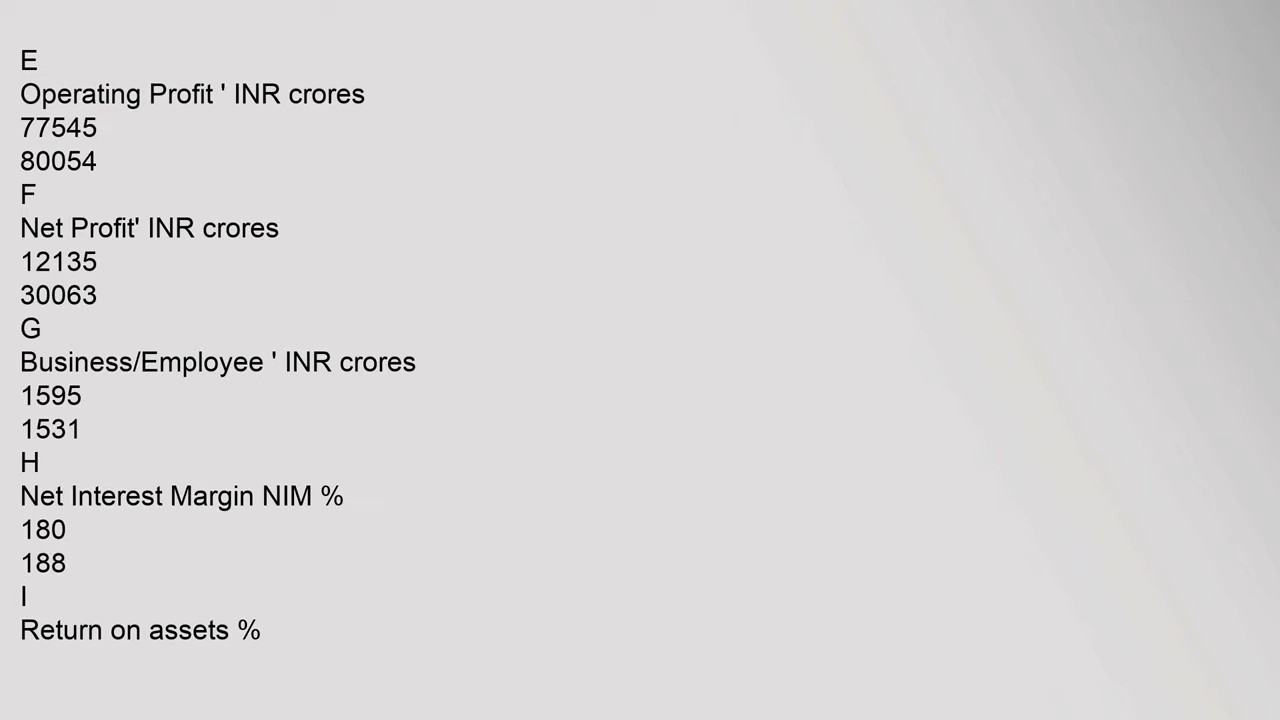 E
Operating Profit ' INR crores
77545
80054
F
Net Profit' INR crores
12135
30063
G
Business/Employee ' INR crores
1595
1531
H
Net Interest Margin NIM %
180
188
I
Return on assets %